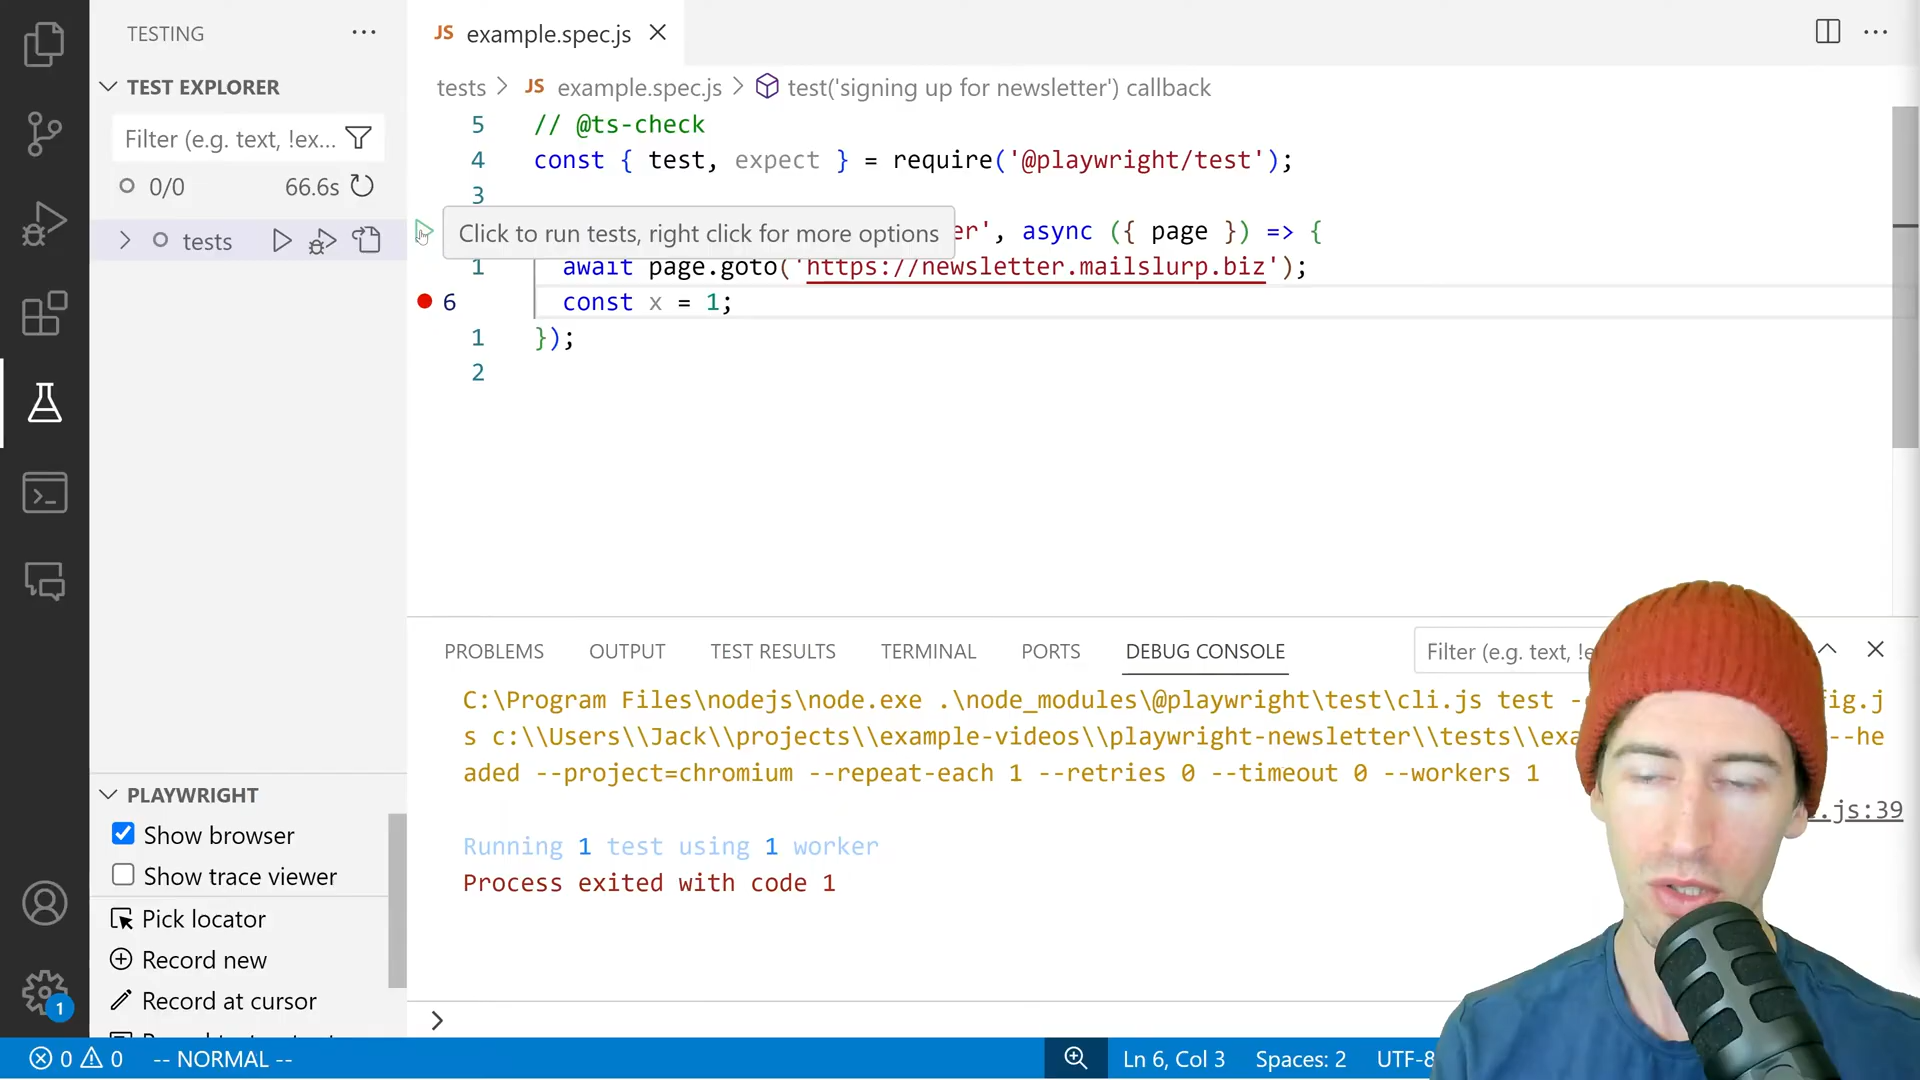 TESTING
TEST EXPLORER
Filter (e.g. text, !ex...
0/0 66.6s
tests
PLAYWRIGHT
Show browser
Show trace viewer
Pick locator
Record new
Record at cursor
JS example.spec.js
tests > JS example.spec.js > test('signing up for newsletter') callback
5 // @ts-check
4 const { test, expect } = require('@playwright/test');
3
Click to run tests, right click for more options er', async ({ page }) => {
1 await page.goto('https://newsletter.mailslurp.biz');
6 const x = 1;
1 });
2
PROBLEMS OUTPUT TEST RESULTS TERMINAL PORTS DEBUG CONSOLE Filter (e.g. text, !e
C:\Program Files\nodejs\node.exe .\node_modules\@playwright\test\cli.js test - fig.j
s c:\\Users\\Jack\\projects\\example-videos\\playwright-newsletter\\tests\\exa --he
aded --project=chromium --repeat-each 1 --retries 0 --timeout 0 --workers 1
.js:39
Running 1 test using 1 worker
Process exited with code 1
>
1
0 0 -- NORMAL -- Ln 6, Col 3 Spaces: 2 UTF-8